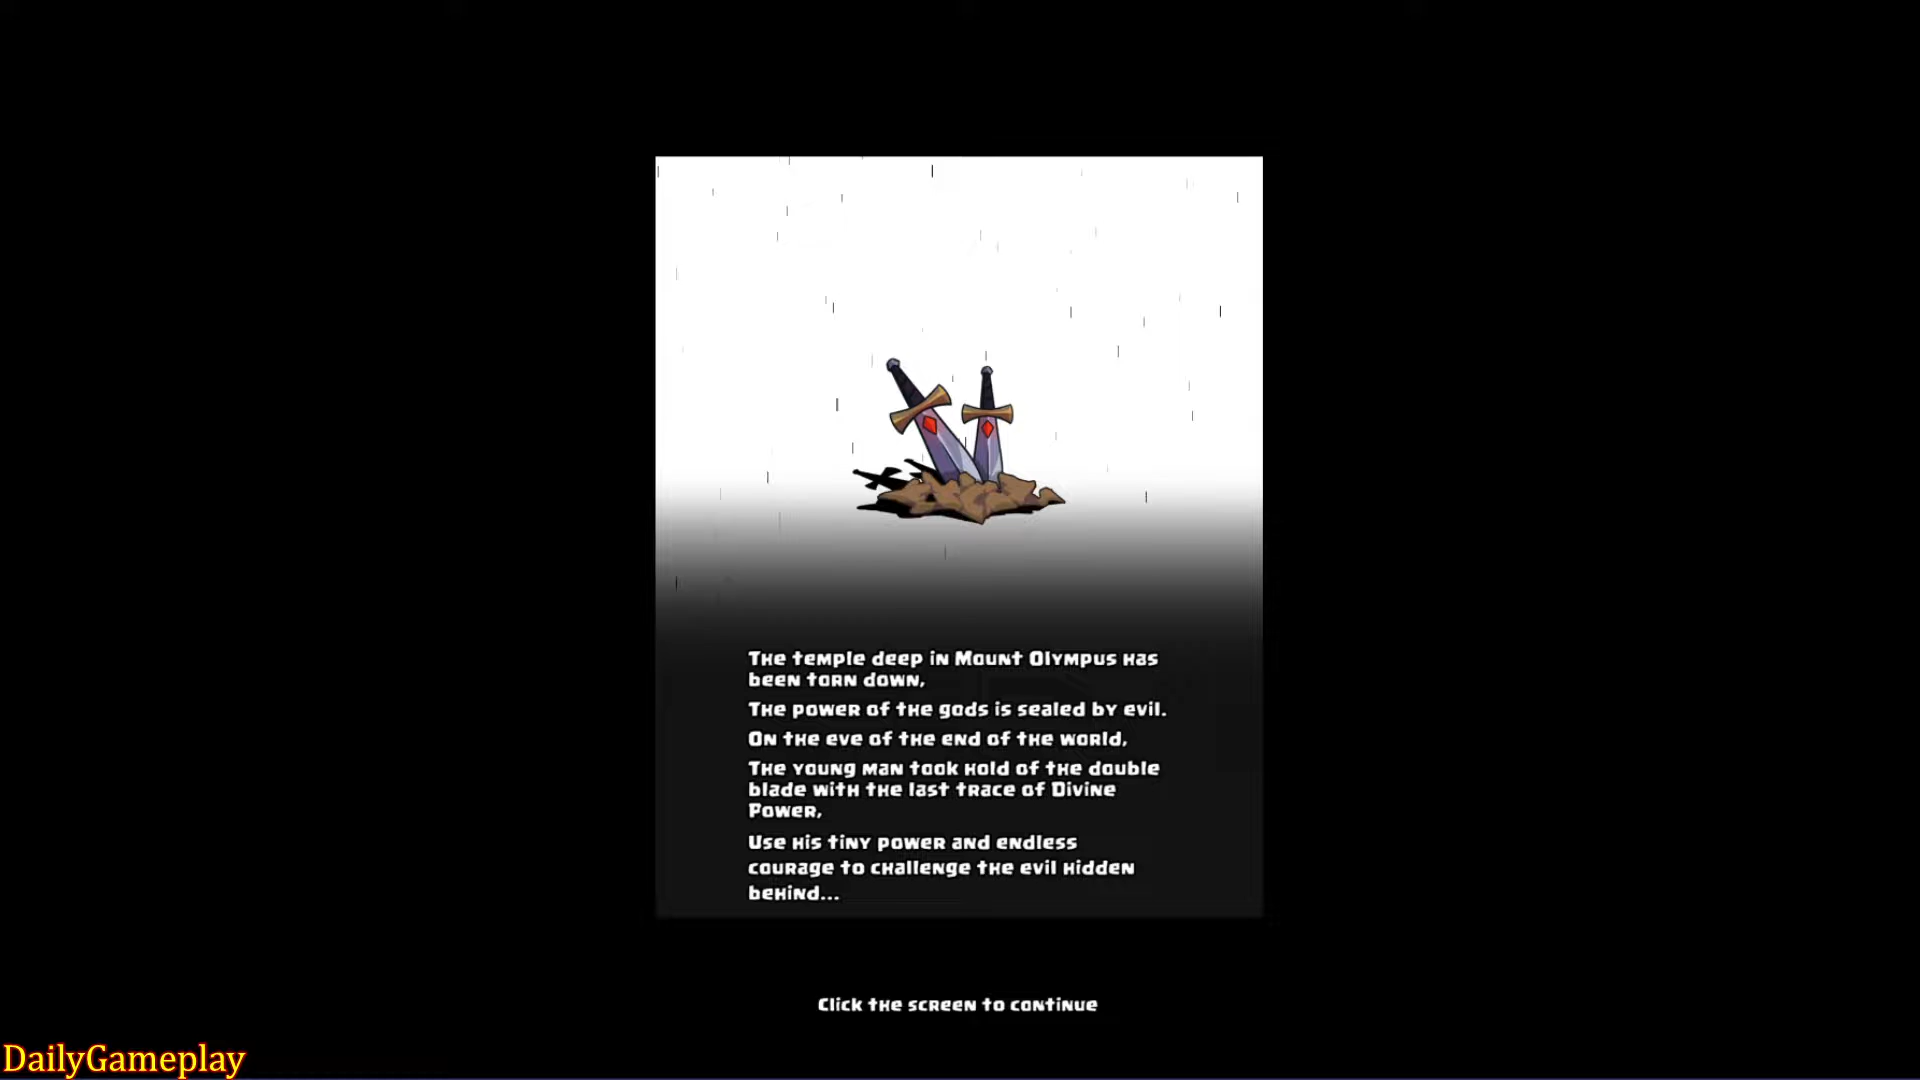 The temple deep in Mount Olympus has
been torn down,
The power of the gods is sealed by evil.
On the eve of the end of the world,
The young man took hold of the double
blade with the last trace of Divine
Power,
Use his tiny power and endless
courage to challenge the evil hidden
behind...
Click the screen to continue
DailyGameplay